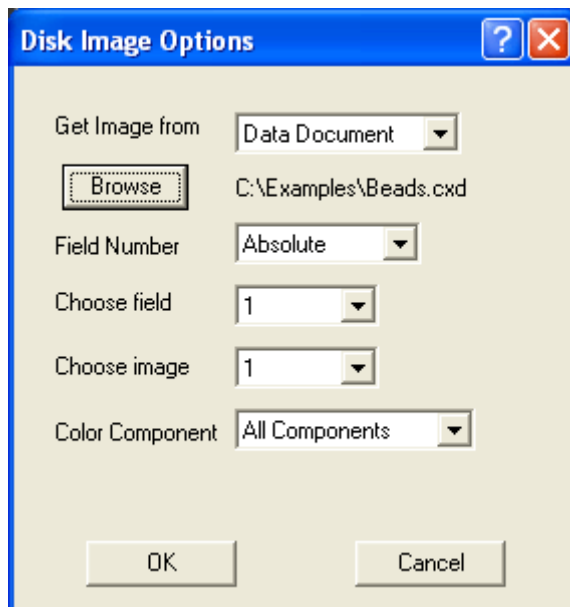 Disk Image Options ?
Get Image from Data Document
Browse C:\Examples\Beads.cxd
Field Number Absolute
Choose field 1
Choose image 1
Color Component All Components
OK Cancel